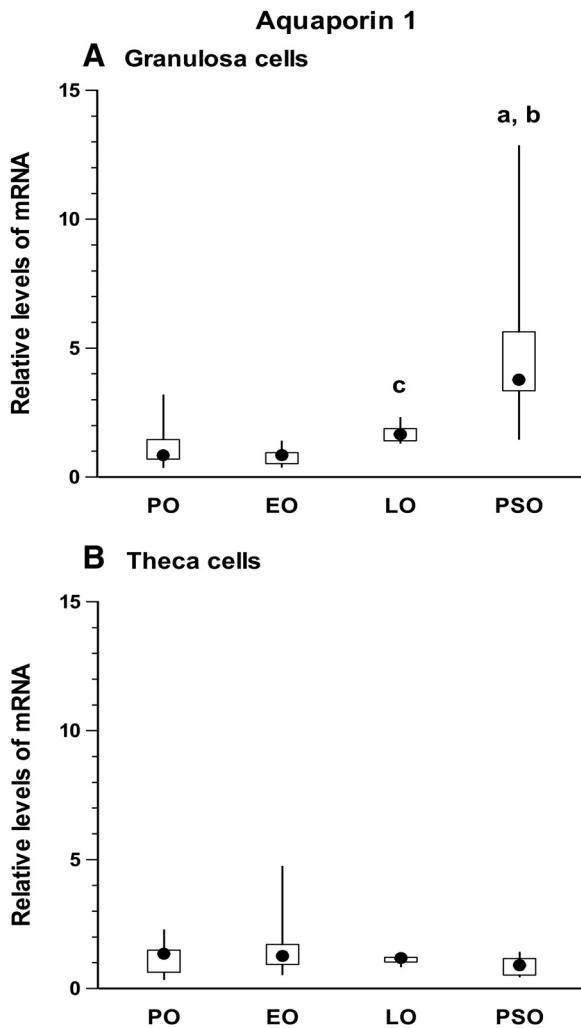 Aquaporin 1
A Granulosa cells
15
a, b
10
Relative levels of mRNA
5
c
0
PO EO LO PSO
B Theca cells
15
10
Relative levels of mRNA
5
0
PO EO LO PSO